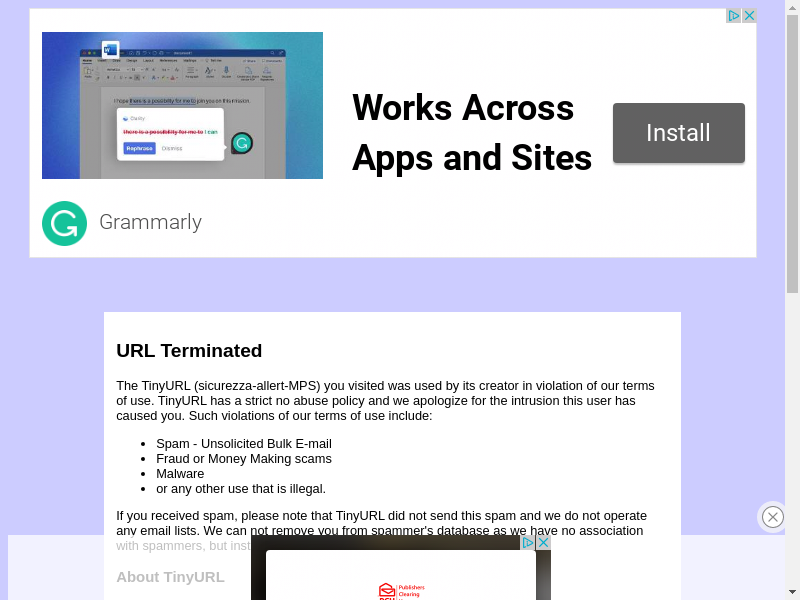 I hope there is a possibility for me to join you on this mission.
Clarity
There is a possibility for me to I can
Rephrase Dismiss
Works Across
Apps and Sites
Install
Grammarly
URL Terminated
The TinyURL (sicurezza-allert-MPS) you visited was used by its creator in violation of our terms
of use. TinyURL has a strict no abuse policy and we apologize for the intrusion this user has
caused you. Such violations of our terms of use include:
Spam - Unsolicited Bulk E-mail
Fraud or Money Making scams
Malware
or any other use that is illegal.
If you received spam, please note that TinyURL did not send this spam and we do not operate
any email lists. We can not remove you from spammer's database as we have no association
with spammers, but inst
About TinyURL
Publishers
Clearing
PCH